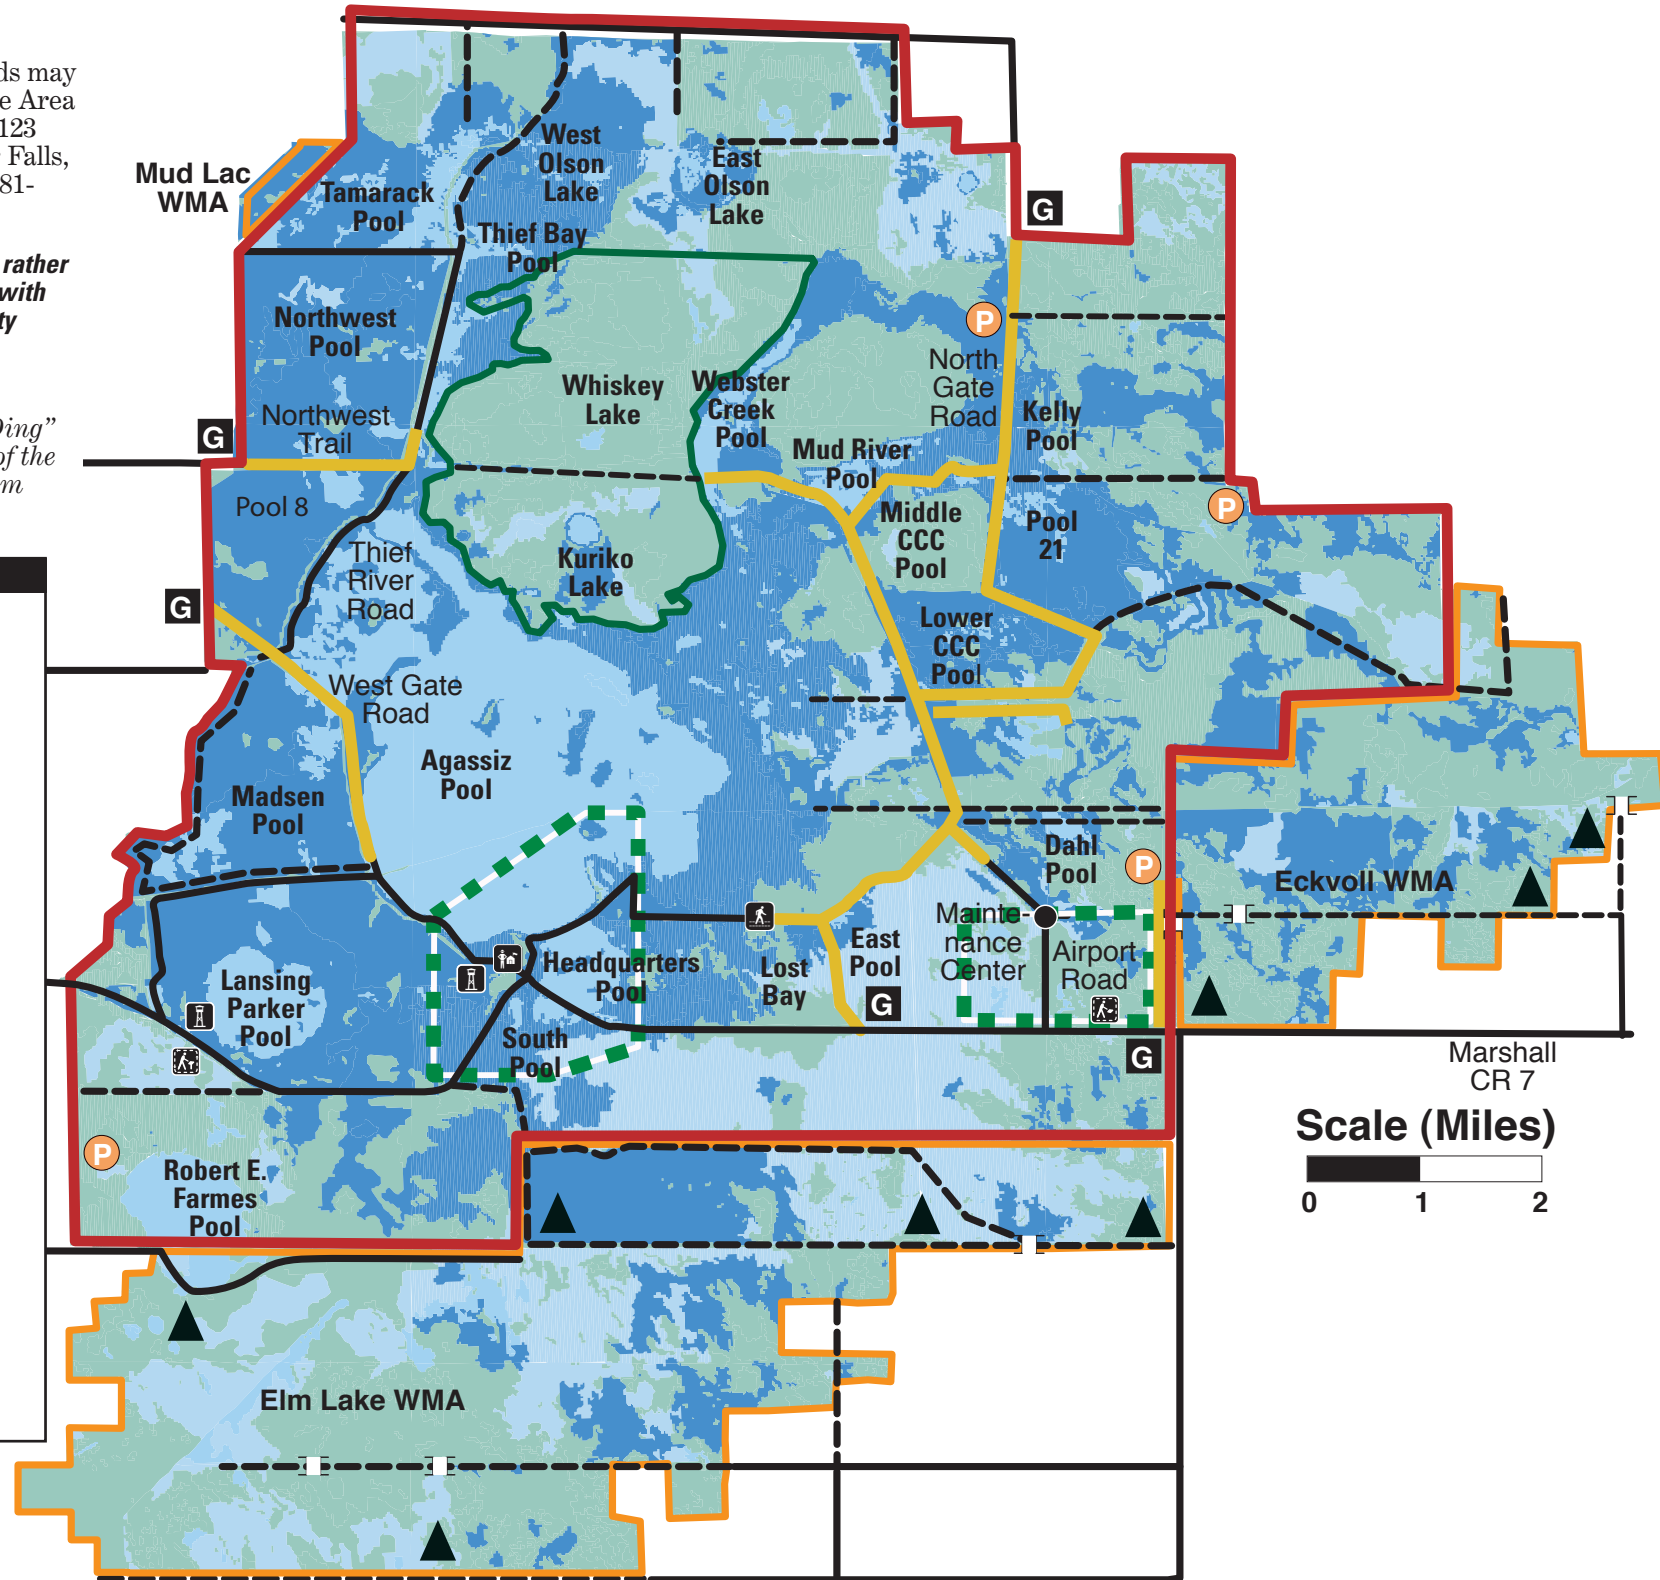 ds may
e Area
123
Falls,
81-
rather
with
ty
Ding"
of the
m
Mud Lac
WMA
Tamarack
Pool
West
Olson
Lake
East
Olson
Lake
Thief Bay
Pool
G
Northwest
Pool
P
North
Gate
Road
Whiskey
Lake
Webster
Creek
Pool
Kelly
Pool
Northwest
Trail
G
Mud River
Pool
Pool 8
Middle
CCC
Pool
Pool
21
P
Thief
River
Road
Kuriko
Lake
G
Lower
CCC
Pool
West Gate
Road
Agassiz
Pool
Madsen
Pool
Dahl
Pool
P
Eckvoll WMA
Mainte-
nance
Center
Airport
Road
East
Pool
G
Lost
Bay
Headquarters
Pool
Lansing
Parker
Pool
South
Pool
G
Marshall
CR 7
Scale (Miles)
0 1 2
P
Robert E.
Farmes
Pool
Elm Lake WMA